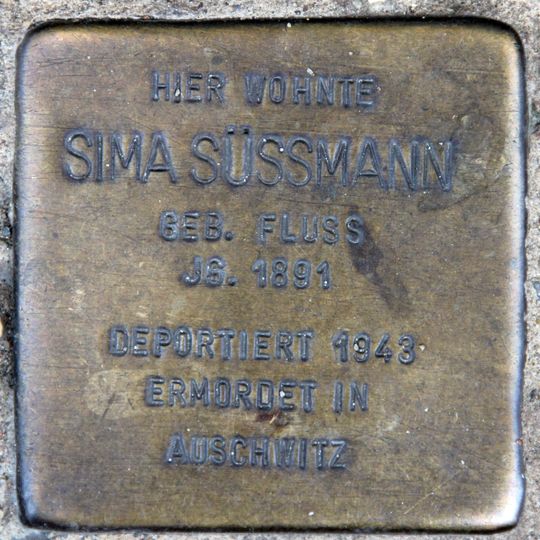 HIER WOHNTE
SIMA SÜSSMANN
GEB. FLUSS
JG. 1891
DEPORTIERT 1943
ERMORDET IN
AUSCHWITZ